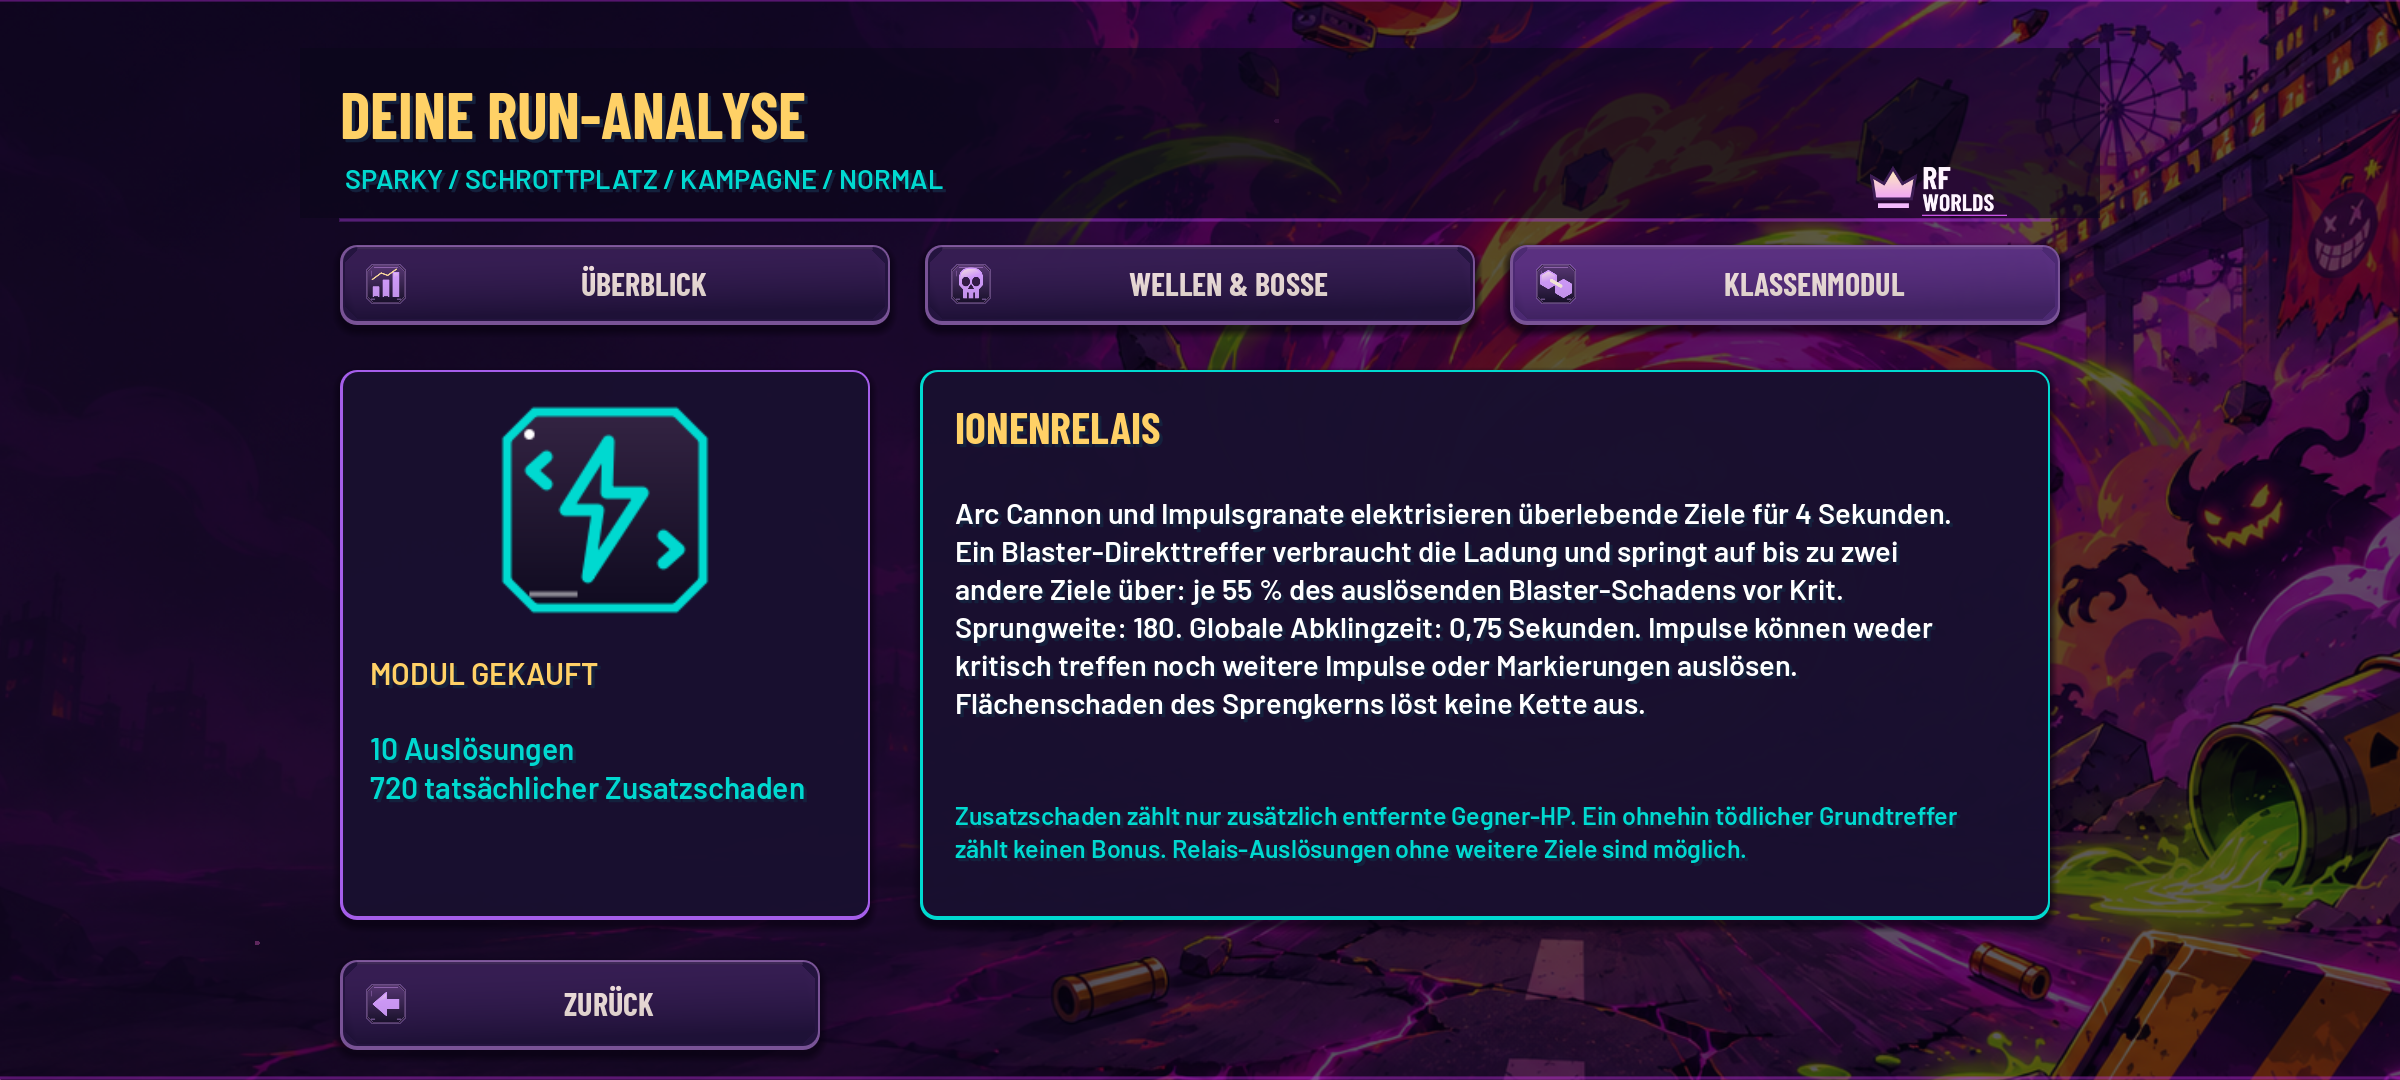 DEINE RUN-ANALYSE
SPARKY / SCHROTTPLATZ / KAMPAGNE / NORMAL
RF
WORLDS
ÜBERBLICK
WELLEN & BOSSE
KLASSENMODUL
MODUL GEKAUFT
10 Auslösungen
720 tatsächlicher Zusatzschaden
IONENRELAIS
Arc Cannon und Impulsgranate elektrisieren überlebende Ziele für 4 Sekunden.
Ein Blaster-Direkttreffer verbraucht die Ladung und springt auf bis zu zwei
andere Ziele über: je 55 % des auslösenden Blaster-Schadens vor Krit.
Sprungweite: 180. Globale Abklingzeit: 0,75 Sekunden. Impulse können weder
kritisch treffen noch weitere Impulse oder Markierungen auslösen.
Flächenschaden des Sprengkerns löst keine Kette aus.
Zusatzschaden zählt nur zusätzlich entfernte Gegner-HP. Ein ohnehin tödlicher Grundtreffer
zählt keinen Bonus. Relais-Auslösungen ohne weitere Ziele sind möglich.
ZURÜCK